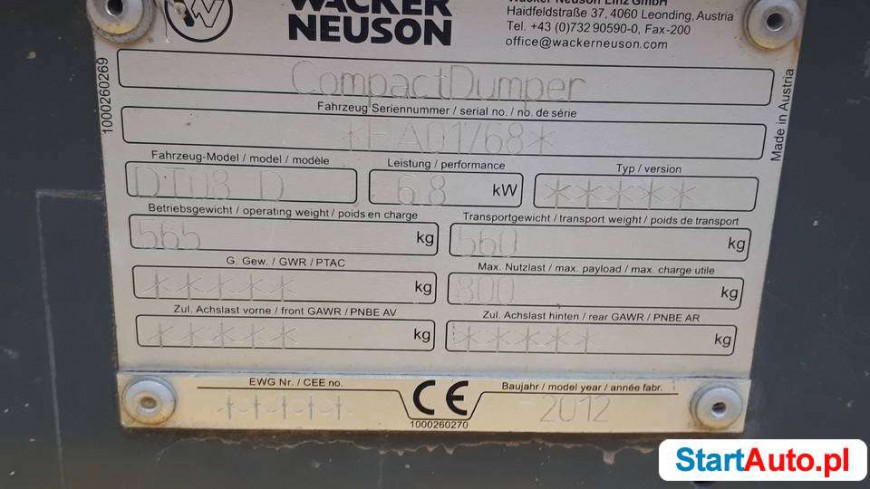 WACKER
NEUSON
Wacker Neuson Linz GmbH
Haidfeldstraße 37, 4060 Leonding, Austria
Tel. +43 (0)732 90590-0, Fax-200
office@wackerneuson.com
1000260269
CompactDumper
Made in Austria
Fahrzeug Seriennummer / serial no. / no. de série
Fahrzeug-Model / model / modèle
Leistung / performance
Typ / version
DT08 D
6.8 kW
*****
Betriebsgewicht / operating weight / poids en charge
Transportgewicht / transport weight / poids de transport
565 kg
560 kg
G. Gew. / GWR / PTAC
Max. Nutzlast / max. payload / max. charge utile
***** kg
800 kg
Zul. Achslast vorne / front GAWR / PNBE AV
Zul. Achslast hinten / rear GAWR / PNBE AR
***** kg
***** kg
EWG Nr. / CEE no.
CE
Baujahr / model year / année fabr.
*****
1000260270
2012
StartAuto.pl